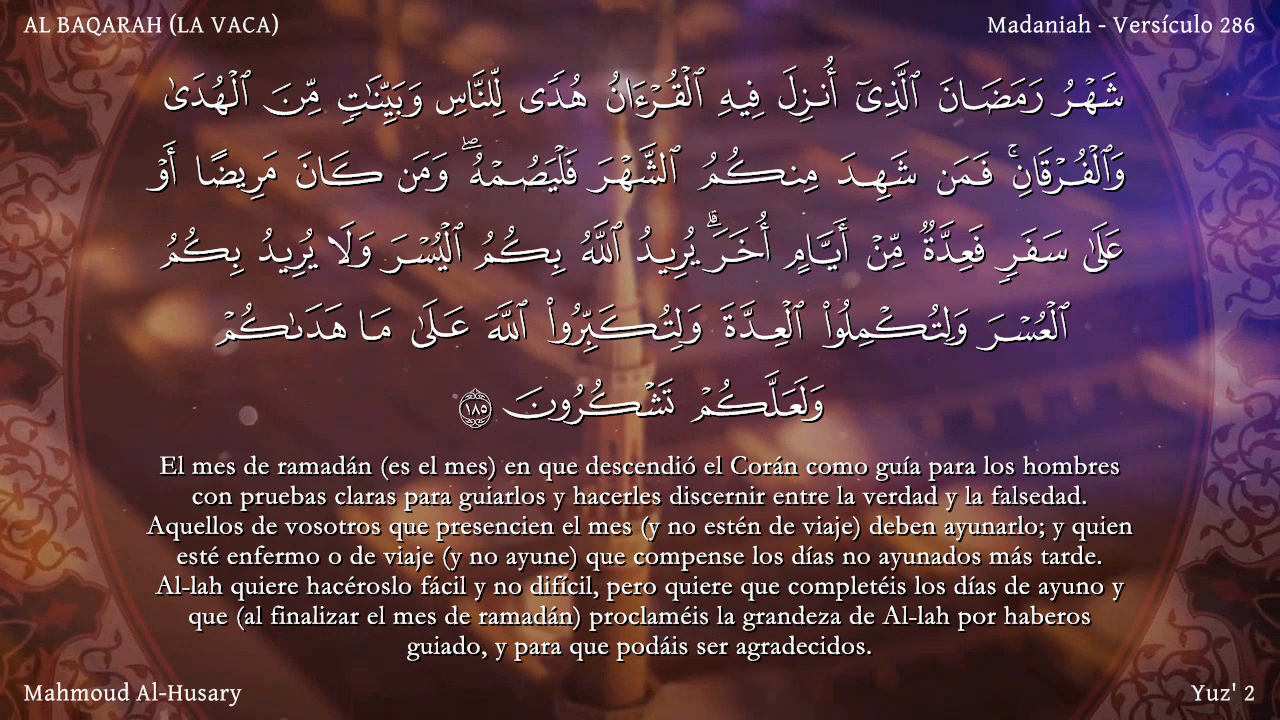 AL BAQARAH (LA VACA)
Madaniah - Versículo 286
شَهْرُ رَمَضَانَ ٱلَّذِىٓ أُنزِلَ فِيهِ ٱلْقُرْءَانُ هُدًى لِّلنَّاسِ وَبَيِّنَٰتٍ مِّنَ ٱلْهُدَىٰ
وَٱلْفُرْقَانِ ۚ فَمَن شَهِدَ مِنكُمُ ٱلشَّهْرَ فَلْيَصُمْهُ ۖ وَمَن كَانَ مَرِيضًا أَوْ
عَلَىٰ سَفَرٍ فَعِدَّةٌ مِّنْ أَيَّامٍ أُخَرَ ۗ يُرِيدُ ٱللَّهُ بِكُمُ ٱلْيُسْرَ وَلَا يُرِيدُ بِكُمُ
ٱلْعُسْرَ وَلِتُكْمِلُوا۟ ٱلْعِدَّةَ وَلِتُكَبِّرُوا۟ ٱللَّهَ عَلَىٰ مَا هَدَىٰكُمْ
وَلَعَلَّكُمْ تَشْكُرُونَ ١٨٥
El mes de ramadán (es el mes) en que descendió el Corán como guía para los hombres
con pruebas claras para guiarlos y hacerles discernir entre la verdad y la falsedad.
Aquellos de vosotros que presencien el mes (y no estén de viaje) deben ayunarlo; y quien
esté enfermo o de viaje (y no ayune) que compense los días no ayunados más tarde.
Al-lah quiere hacéroslo fácil y no difícil, pero quiere que completéis los días de ayuno y
que (al finalizar el mes de ramadán) proclaméis la grandeza de Al-lah por haberos
guiado, y para que podáis ser agradecidos.
Mahmoud Al-Husary
Yuz' 2